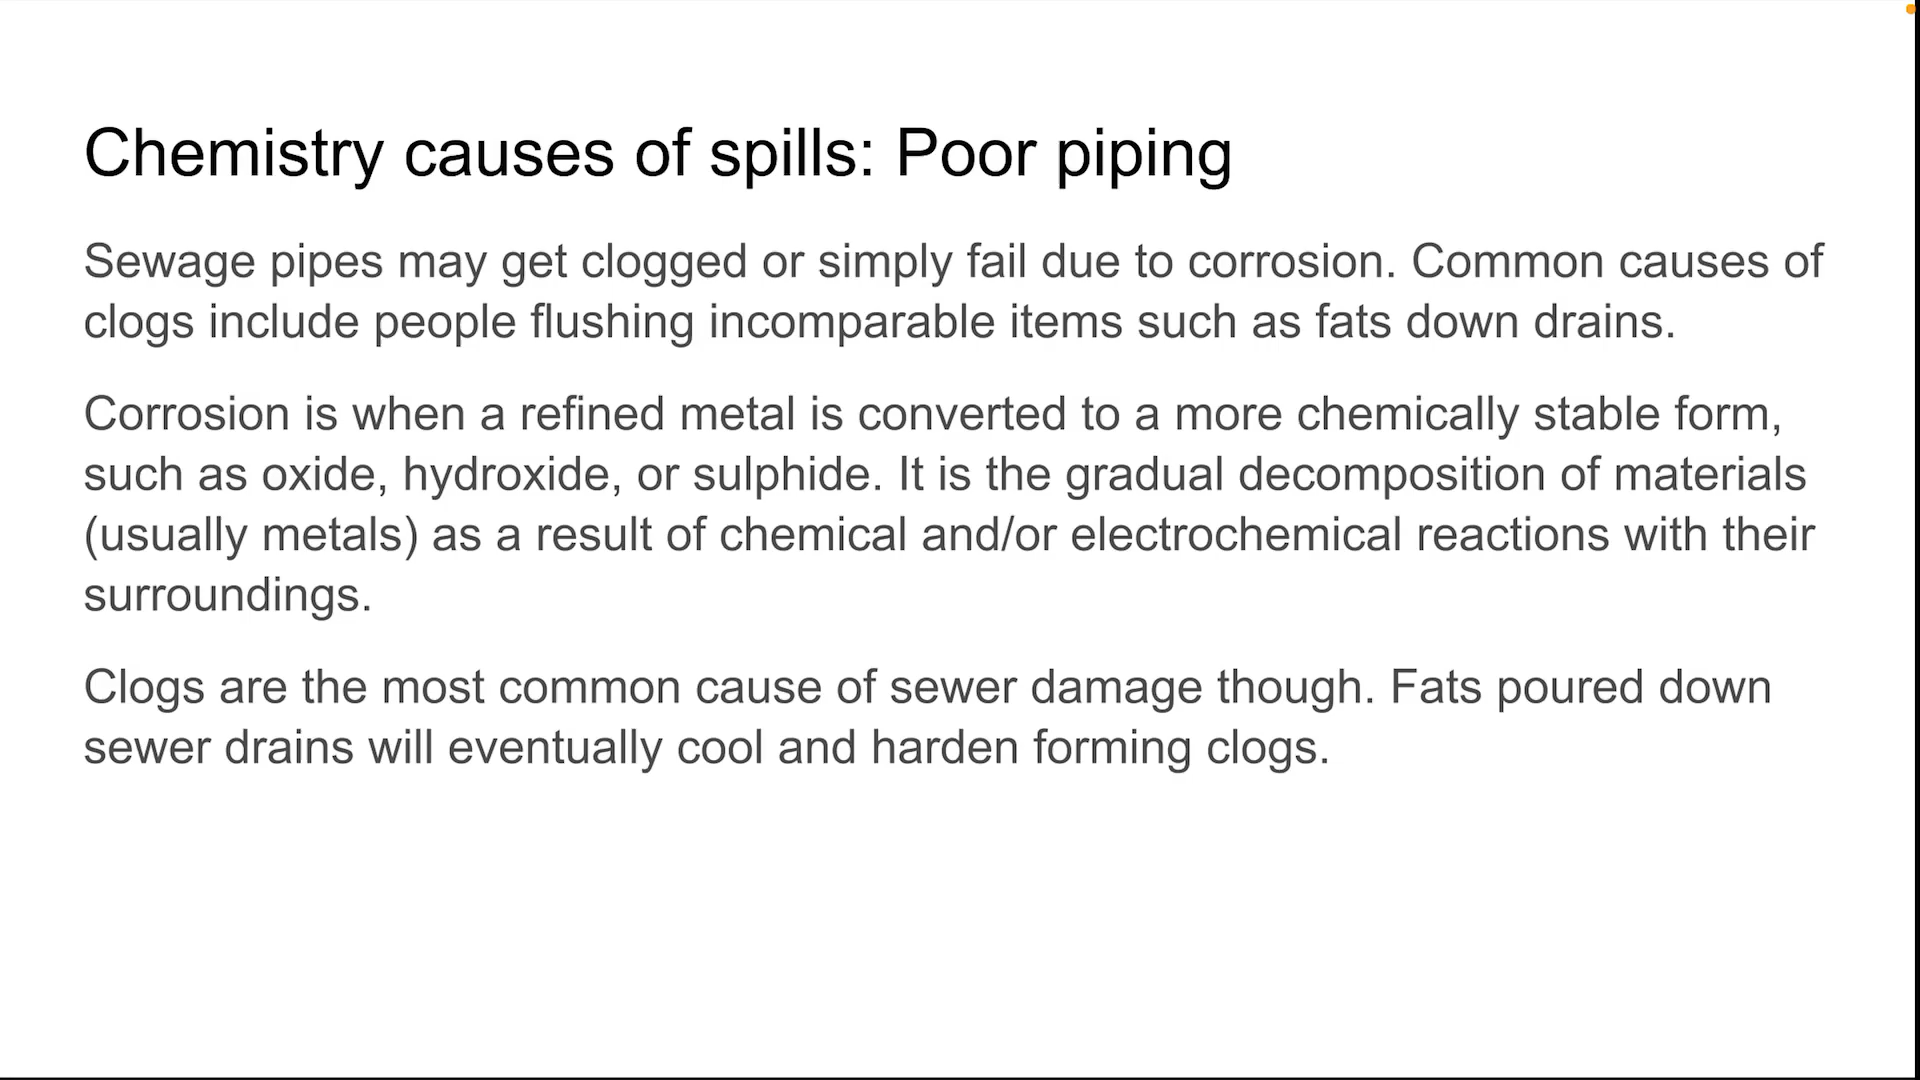 Chemistry causes of spills: Poor piping
Sewage pipes may get clogged or simply fail due to corrosion. Common causes of
clogs include people flushing incomparable items such as fats down drains.
Corrosion is when a refined metal is converted to a more chemically stable form,
such as oxide, hydroxide, or sulphide. It is the gradual decomposition of materials
(usually metals) as a result of chemical and/or electrochemical reactions with their
surroundings.
Clogs are the most common cause of sewer damage though. Fats poured down
sewer drains will eventually cool and harden forming clogs.